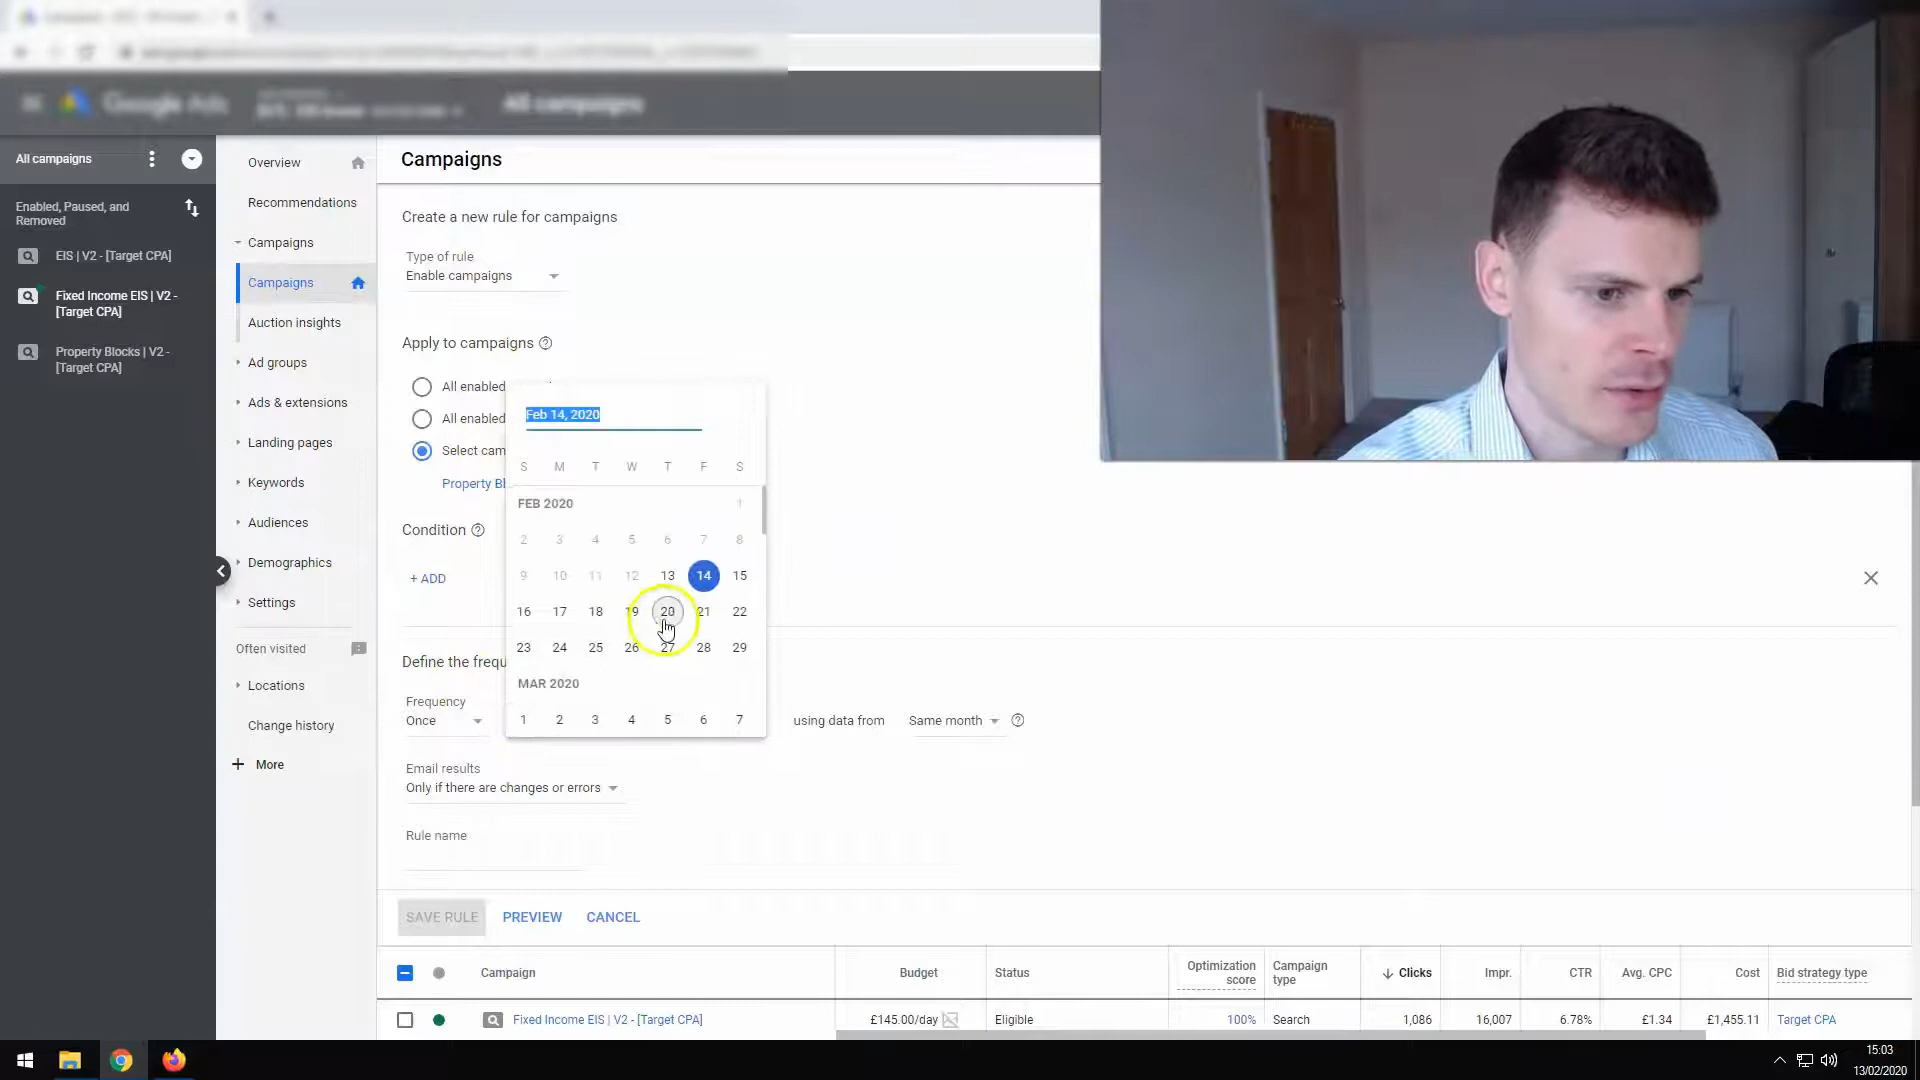 Google Ads
All campaigns
All campaigns
Enabled, Paused, and
Removed
EIS | V2 - [Target CPA]
Fixed Income EIS | V2 -
[Target CPA]
Property Blocks | V2 -
[Target CPA]
Overview
Recommendations
Campaigns
Campaigns
Auction insights
Ad groups
Ads & extensions
Landing pages
Keywords
Audiences
Demographics
Settings
Often visited
Locations
Change history
+ More
Campaigns
Create a new rule for campaigns
Type of rule
Enable campaigns
Apply to campaigns
All enabled
All enabled
Select cam
Property Bl
Condition
+ ADD
Feb 14, 2020
S M T W T F S
FEB 2020 1
2 3 4 5 6 7 8
9 10 11 12 13 14 15
16 17 18 19 20 21 22
23 24 25 26 27 28 29
MAR 2020
1 2 3 4 5 6 7
Define the frequ
Frequency
Once using data from Same month
Email results
Only if there are changes or errors
Rule name
SAVE RULE PREVIEW CANCEL
Campaign Budget Status Optimization score Campaign type Clicks Impr. CTR Avg. CPC Cost Bid strategy type
Fixed Income EIS | V2 - [Target CPA] £145.00/day Eligible 100% Search 1,086 16,007 6.78% £1.34 £1,455.11 Target CPA
15:03
13/02/2020